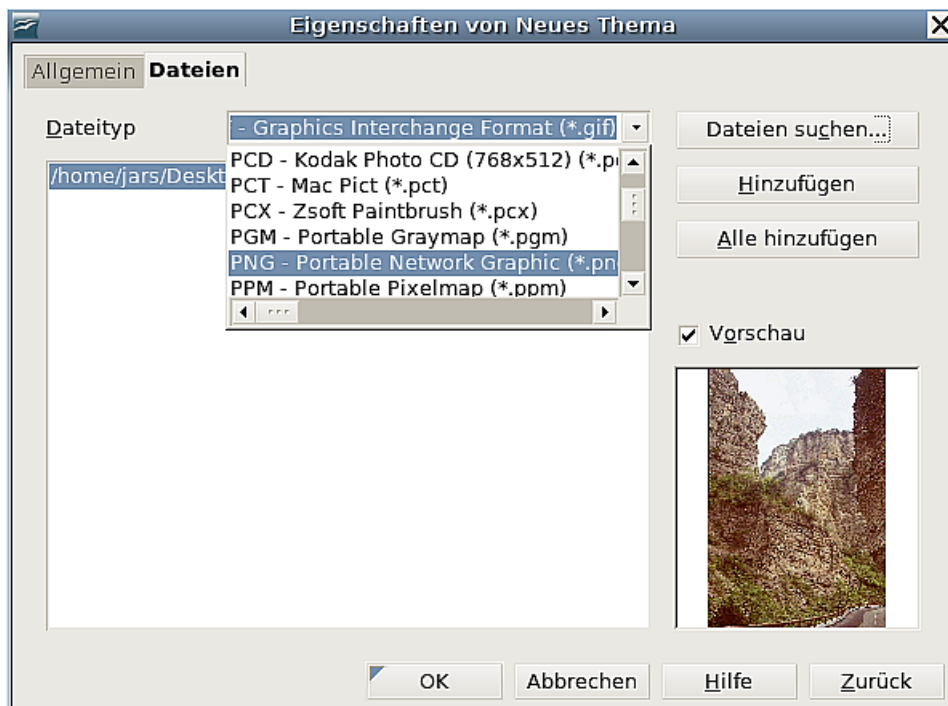 Eigenschaften von Neues Thema
Allgemein Dateien
Dateityp
- Graphics Interchange Format (*.gif)
Dateien suchen...
/home/jars/Deskt
PCD - Kodak Photo CD (768x512) (*.p
PCT - Mac Pict (*.pct)
PCX - Zsoft Paintbrush (*.pcx)
PGM - Portable Graymap (*.pgm)
PNG - Portable Network Graphic (*.pn
PPM - Portable Pixelmap (*.ppm)
Hinzufügen
Alle hinzufügen
Vorschau
OK
Abbrechen
Hilfe
Zurück